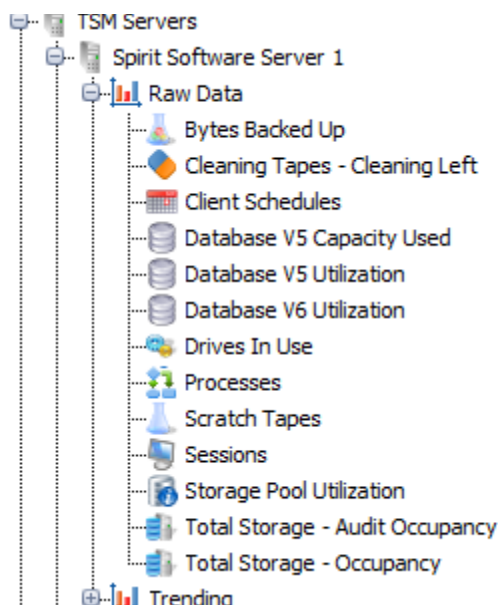 TSM Servers
Spirit Software Server 1
Raw Data
Bytes Backed Up
Cleaning Tapes - Cleaning Left
Client Schedules
Database V5 Capacity Used
Database V5 Utilization
Database V6 Utilization
Drives In Use
Processes
Scratch Tapes
Sessions
Storage Pool Utilization
Total Storage - Audit Occupancy
Total Storage - Occupancy
Trending